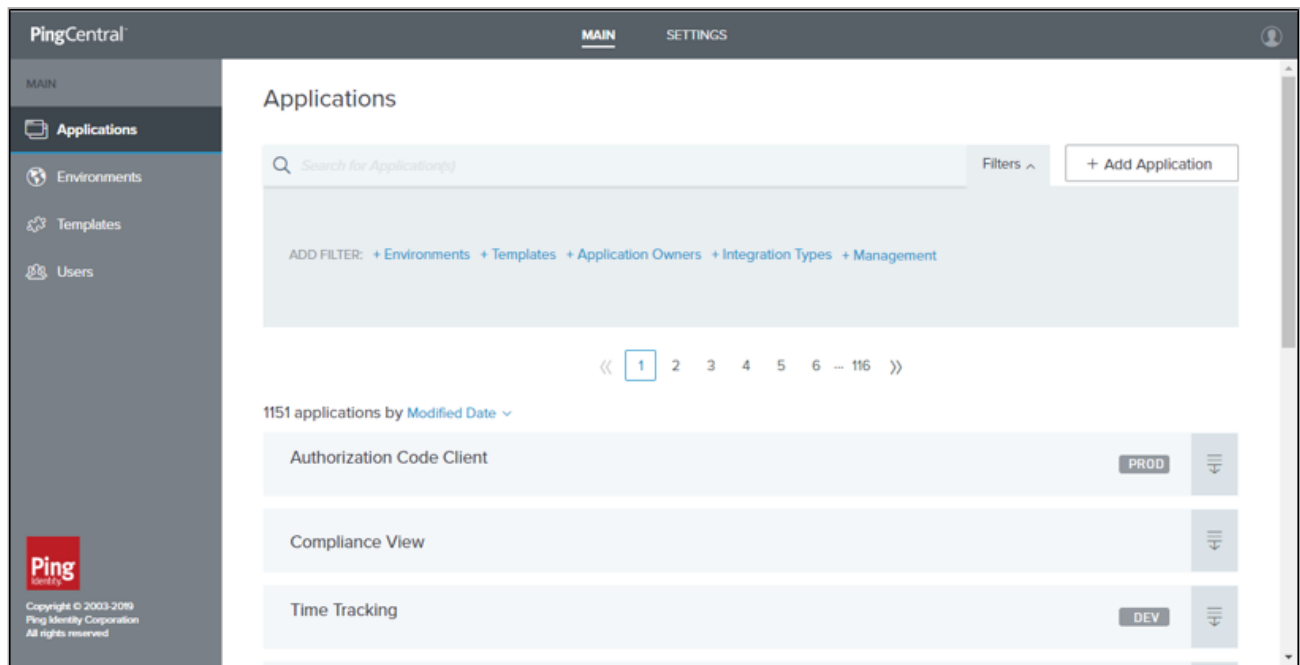 PingCentral
MAIN
SETTINGS
MAIN
Applications
Environments
Templates
Users
Ping
Identity
Copyright © 2003-2019
Ping Identity Corporation
All rights reserved
Applications
Search for Application(s)
Filters
+ Add Application
ADD FILTER: + Environments + Templates + Application Owners + Integration Types + Management
« 1 2 3 4 5 6 ... 116 »
1151 applications by Modified Date
Authorization Code Client
PROD
Compliance View
Time Tracking
DEV